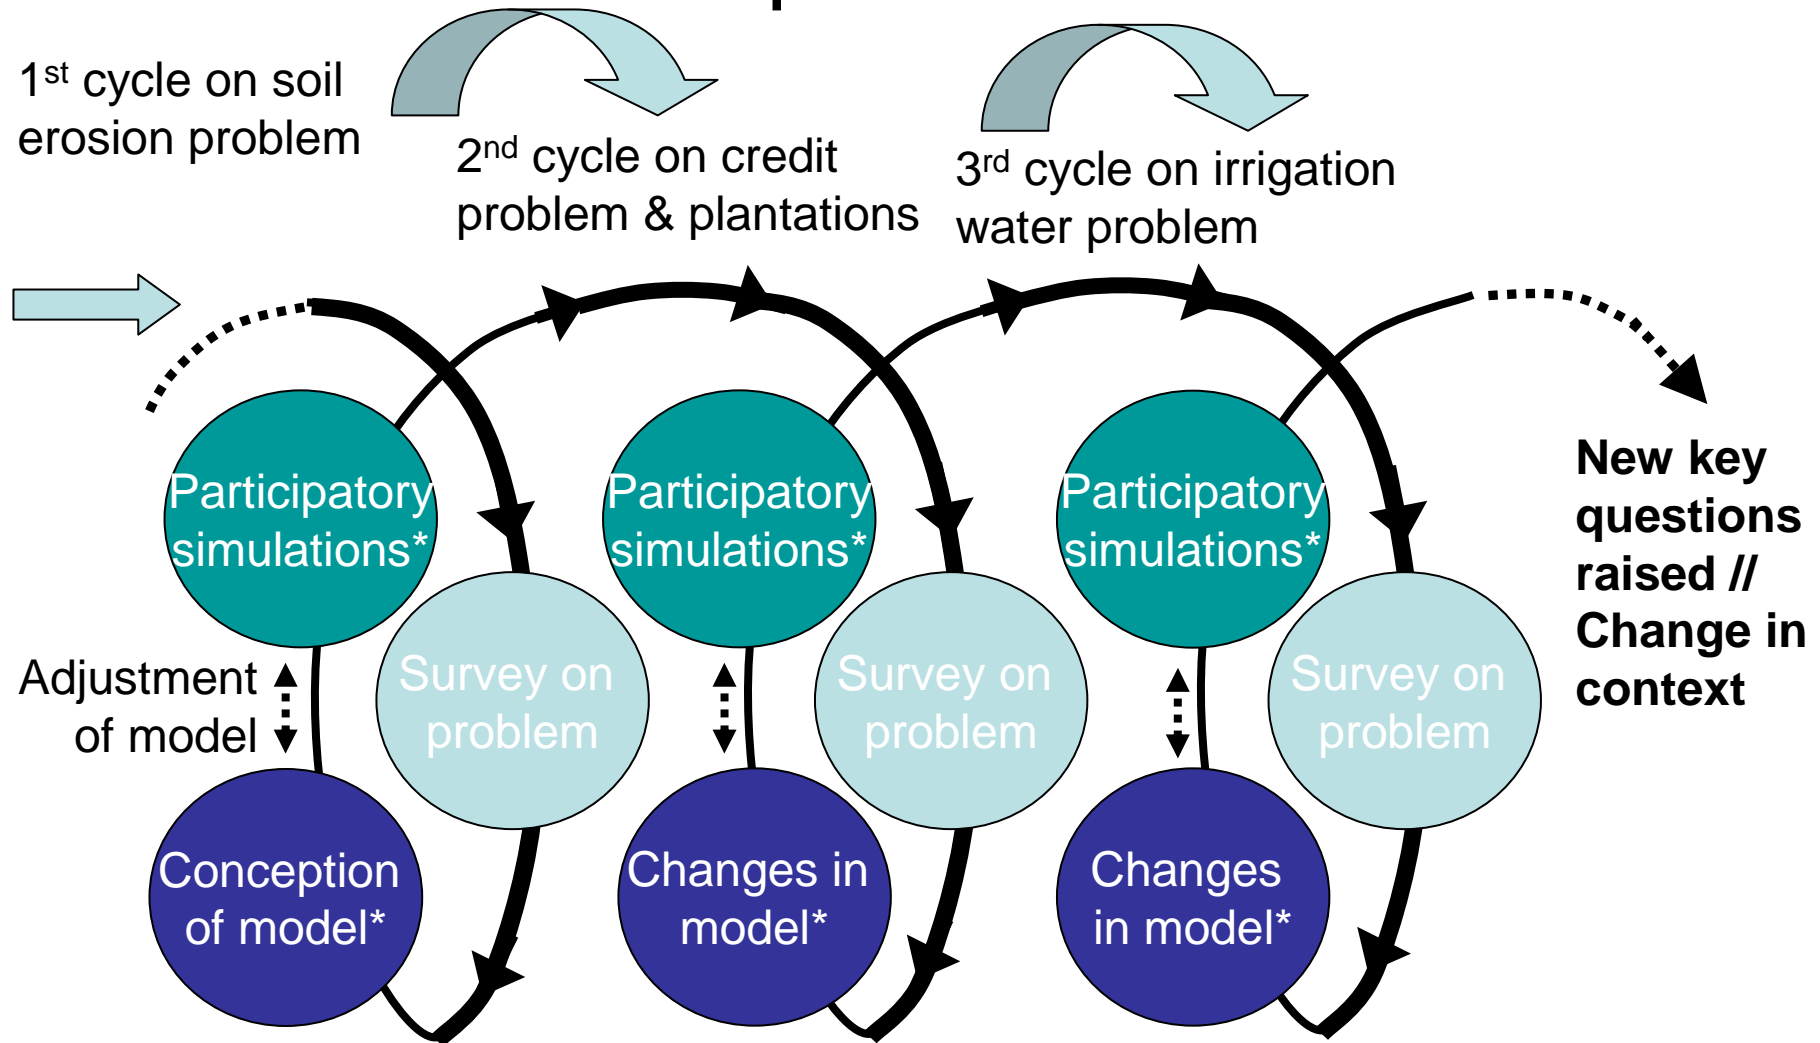 1st cycle on soil
erosion problem
2nd cycle on credit
problem & plantations
3rd cycle on irrigation
water problem
Participatory
simulations*
Participatory
simulations*
Participatory
simulations*
New key
questions
raised //
Change in
context
Adjustment
of model
Survey on
problem
Survey on
problem
Survey on
problem
Conception
of model*
Changes in
model*
Changes
in model*